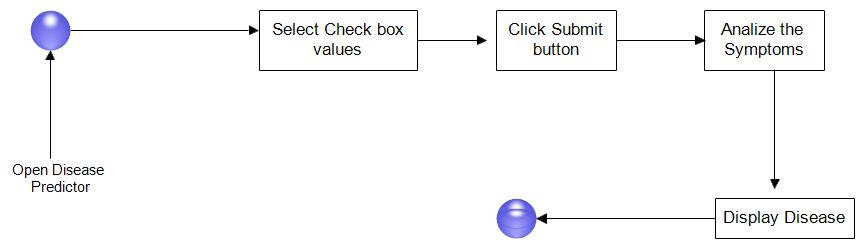 Select Check box
values
Click Submit
button
Analize the
Symptoms
Open Disease
Predictor
Display Disease